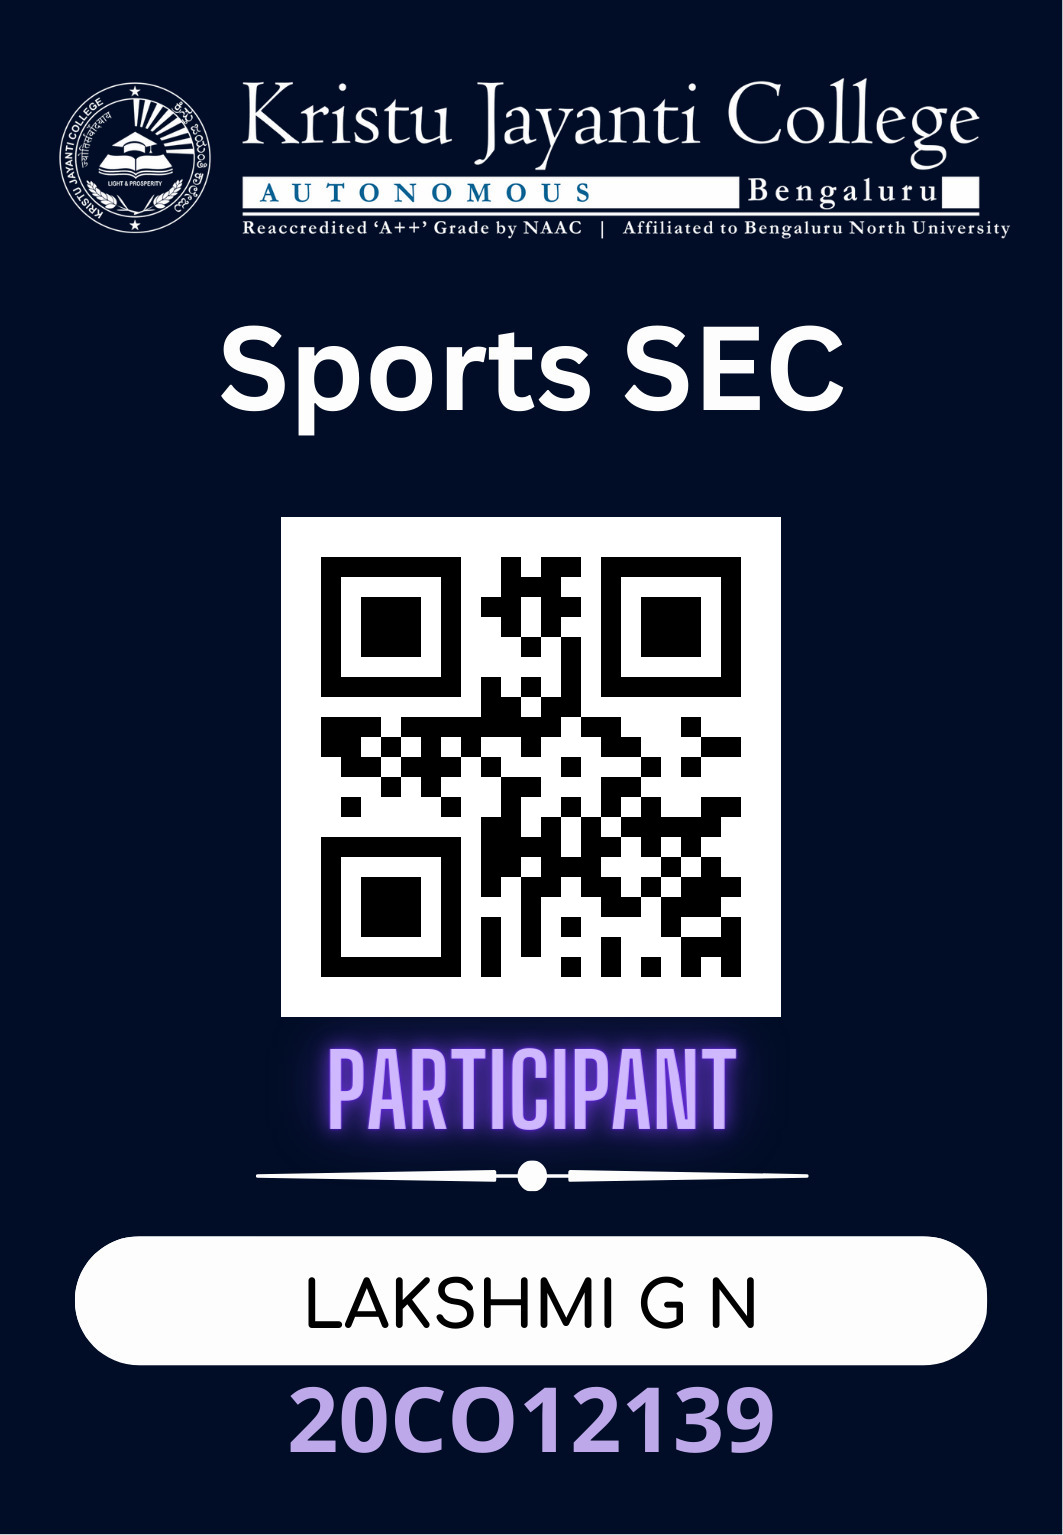 Kristu Jayanti College
AUTONOMOUS Bengaluru
Reaccredited ‘A++’ Grade by NAAC | Affiliated to Bengaluru North University
KRISTU JAYANTI COLLEGE
LIGHT & PROSPERITY
Sports SEC
PARTICIPANT
LAKSHMI G N
20CO12139